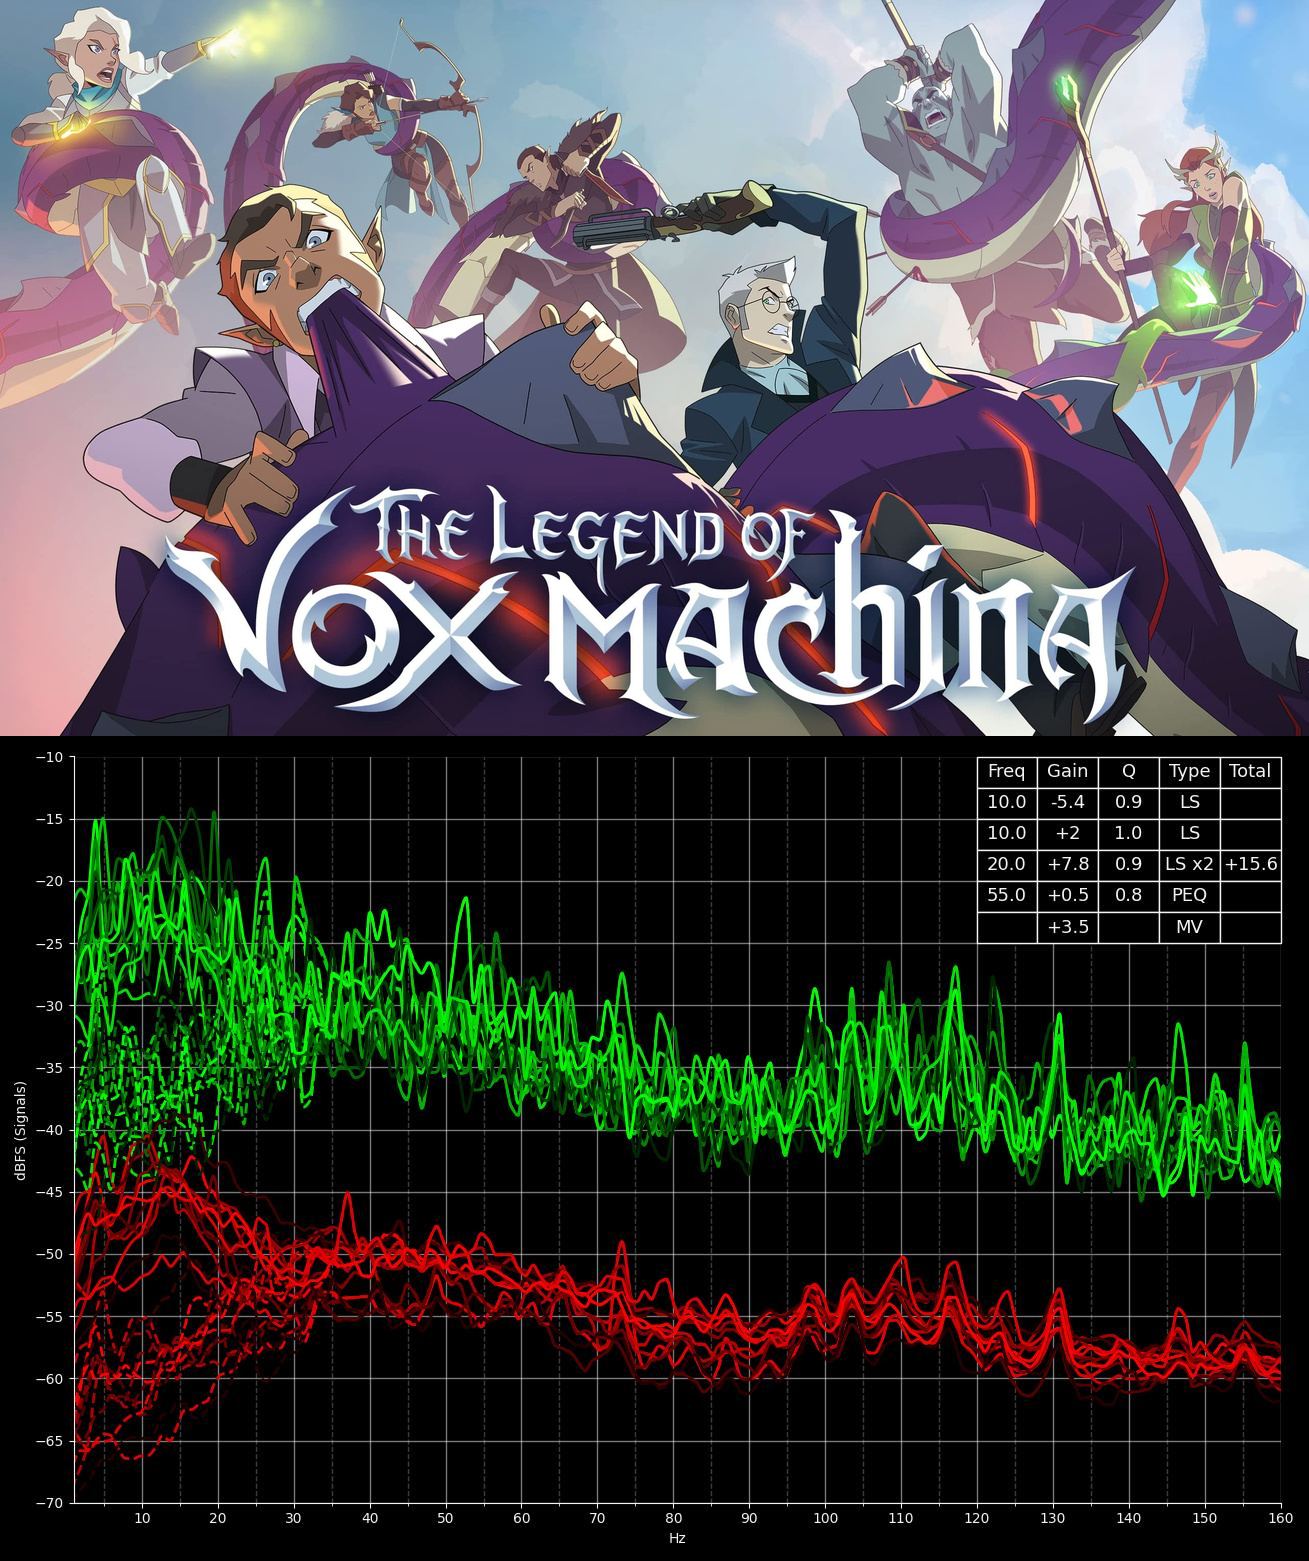 THE LEGEND OF
VOX MACHINA
Freq Gain Q Type Total
10.0 -5.4 0.9 LS
10.0 +2 1.0 LS
20.0 +7.8 0.9 LS x2 +15.6
55.0 +0.5 0.8 PEQ
+3.5 MV
−10
−15
−20
−25
−30
−35
−40
−45
−50
−55
−60
−65
−70
dBFS (Signals)
10 20 30 40 50 60 70 80 90 100 110 120 130 140 150 160
Hz